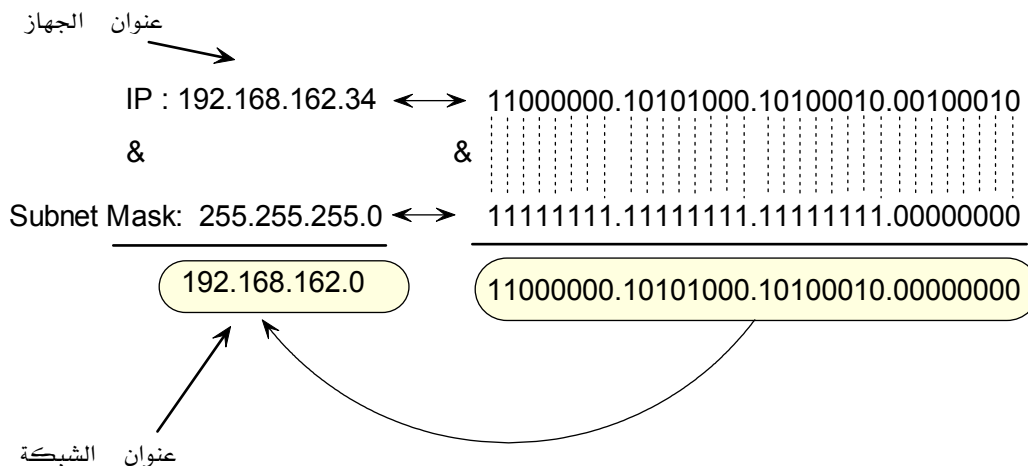 عنوان الجهاز
IP : 192.168.162.34 11000000.10101000.10100010.00100010
& &
Subnet Mask: 255.255.255.0 11111111.11111111.11111111.00000000
192.168.162.0 11000000.10101000.10100010.00000000
عنوان الشبكة